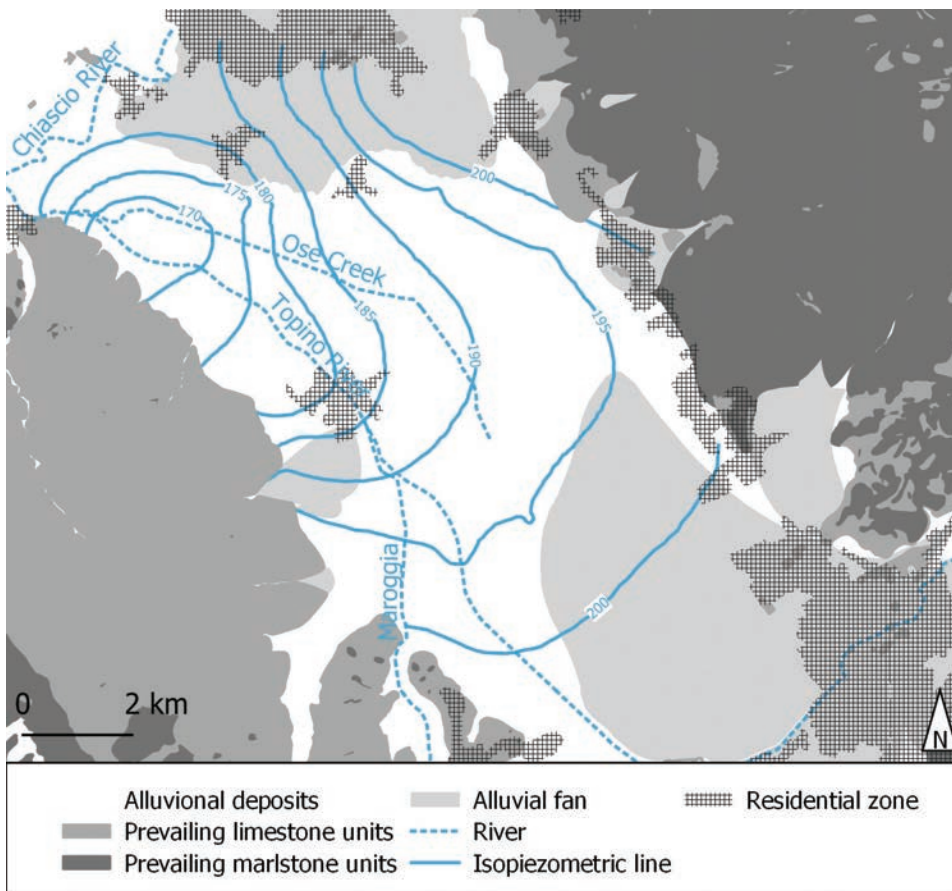 Chiascio River
200
180
175
170
Ose Creek
Topino River
185
190
195
Maroggia
200
0 2 km
N
Alluvional deposits
Prevailing limestone units
Prevailing marlstone units
Alluvial fan
River
Isopiezometric line
Residential zone